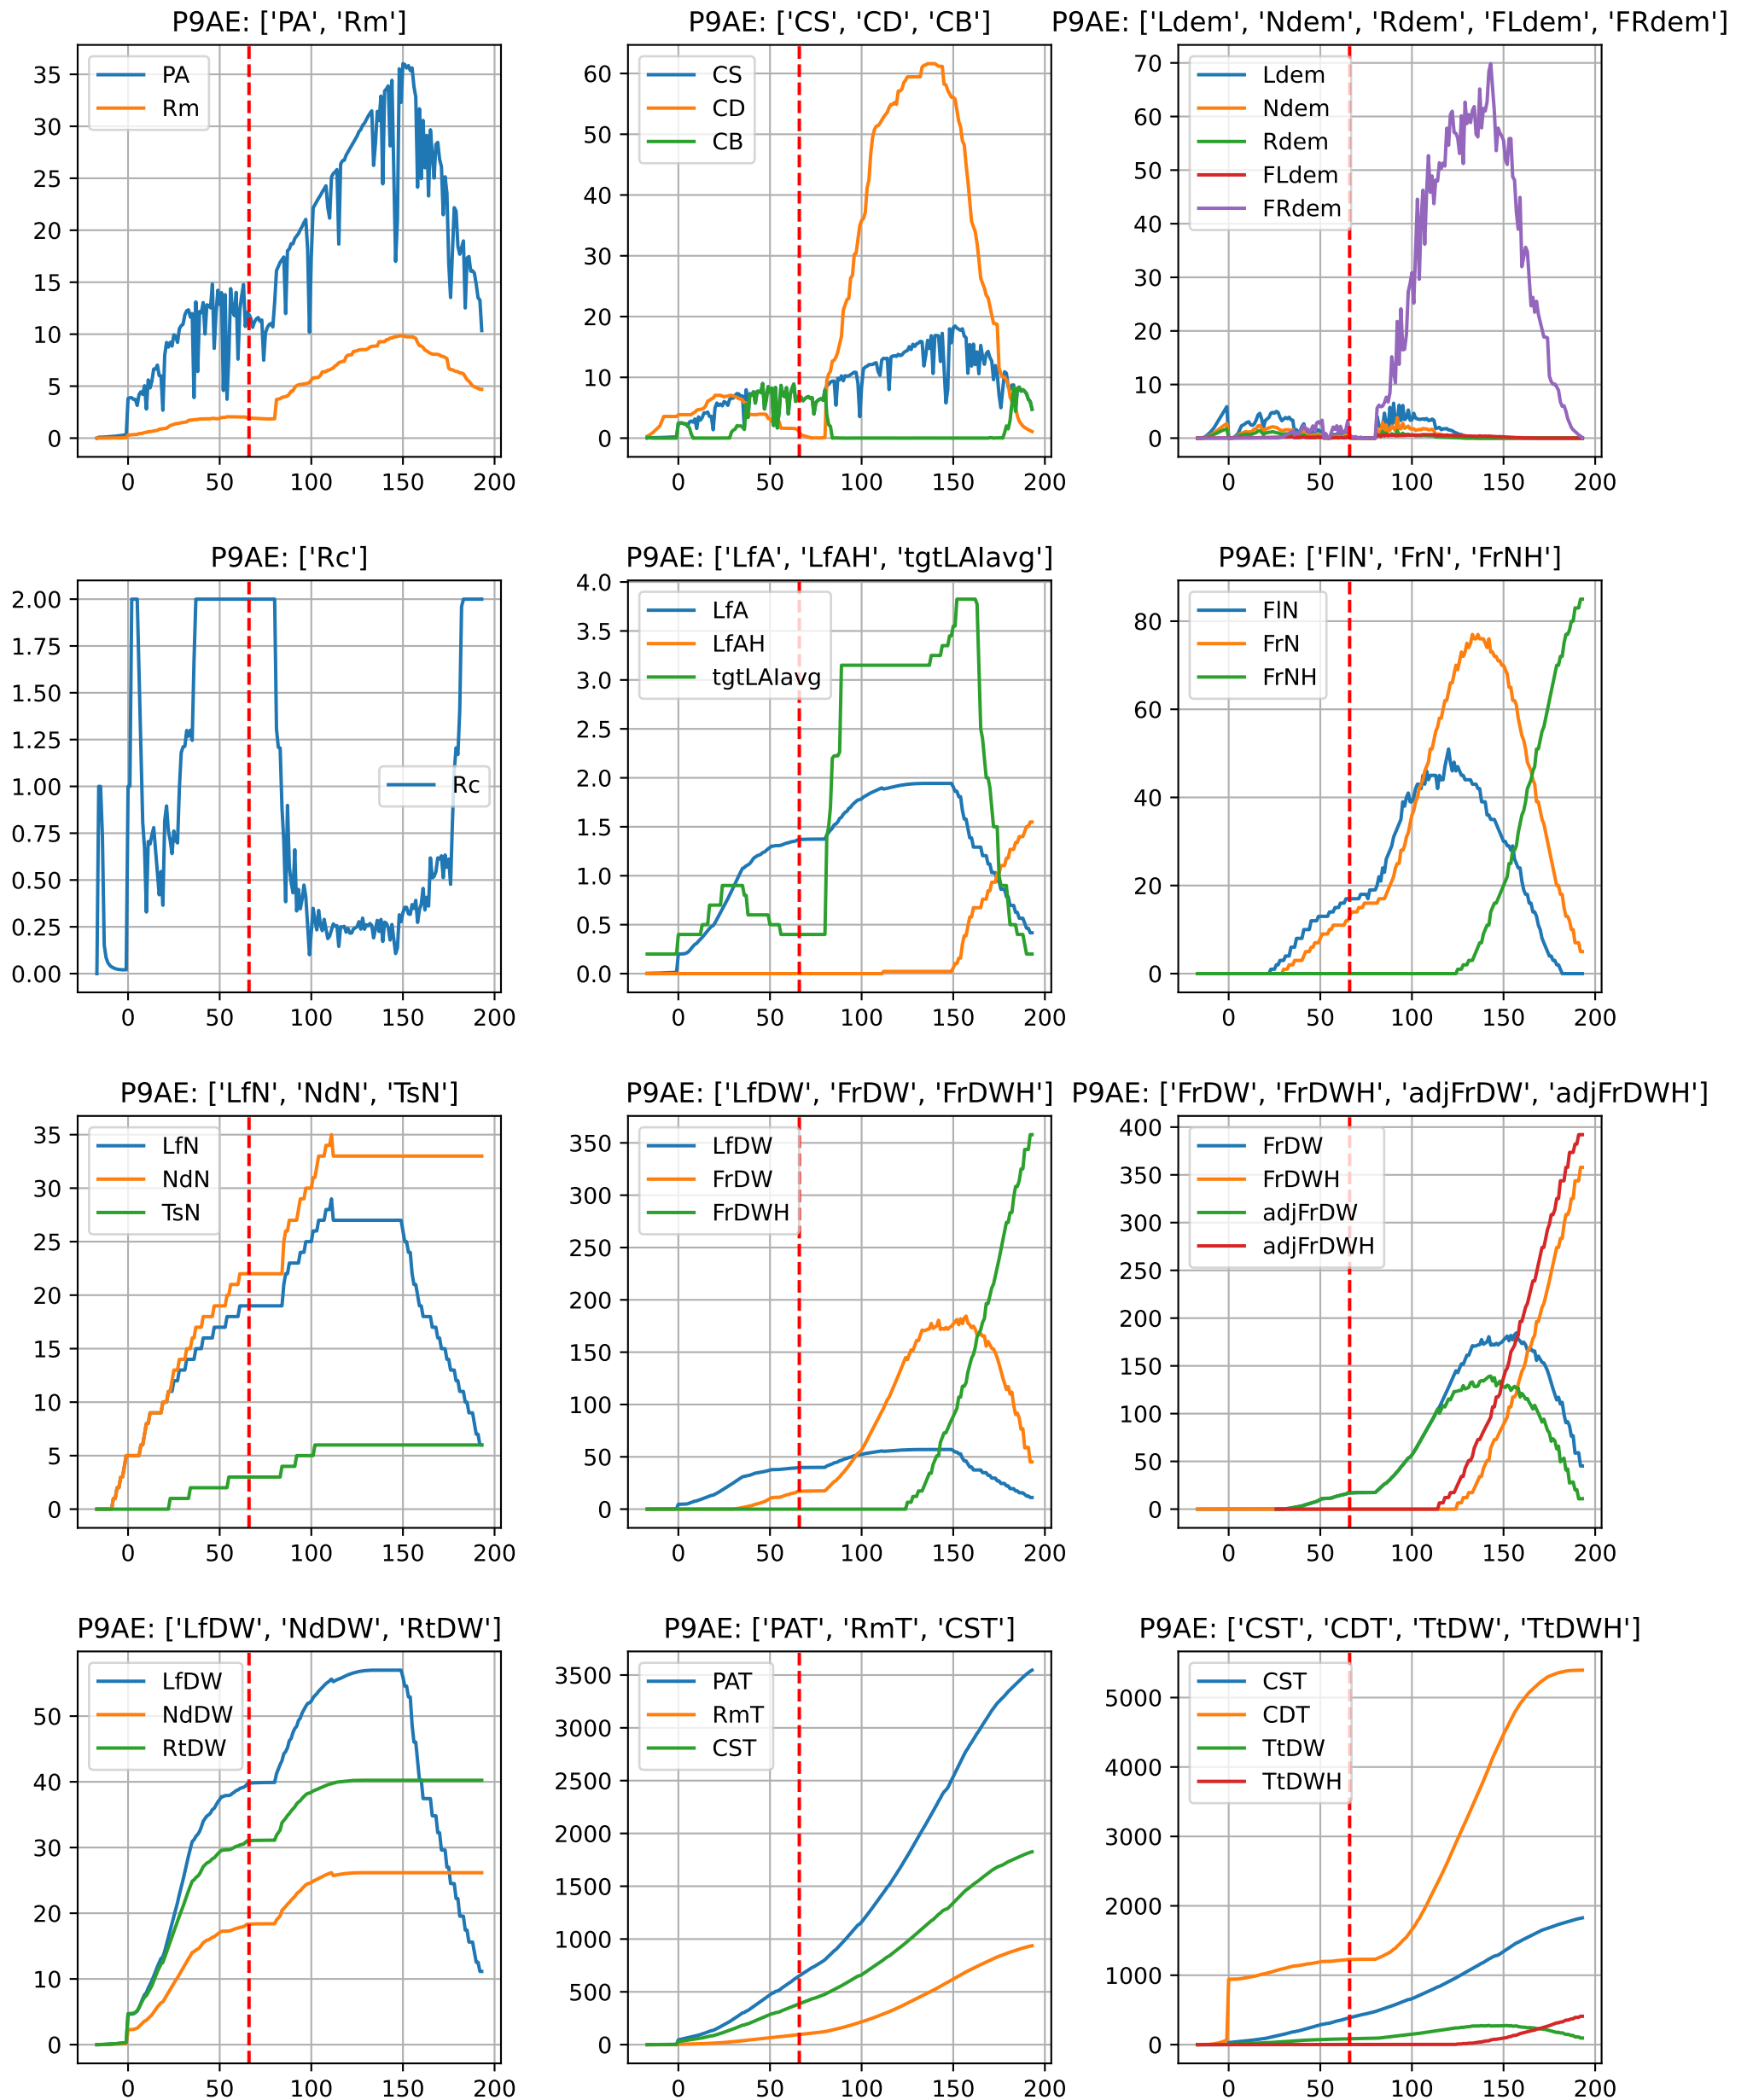 P9AE: ['PA', 'Rm']
PA
Rm
35
30
25
20
15
10
5
0
0 50 100 150 200
P9AE: ['CS', 'CD', 'CB']
CS
CD
CB
60
50
40
30
20
10
0
0 50 100 150 200
P9AE: ['Ldem', 'Ndem', 'Rdem', 'FLdem', 'FRdem']
Ldem
Ndem
Rdem
FLdem
FRdem
70
60
50
40
30
20
10
0
0 50 100 150 200
P9AE: ['Rc']
Rc
2.00
1.75
1.50
1.25
1.00
0.75
0.50
0.25
0.00
0 50 100 150 200
P9AE: ['LfA', 'LfAH', 'tgtLAIavg']
LfA
LfAH
tgtLAIavg
4.0
3.5
3.0
2.5
2.0
1.5
1.0
0.5
0.0
0 50 100 150 200
P9AE: ['FlN', 'FrN', 'FrNH']
FlN
FrN
FrNH
80
60
40
20
0
0 50 100 150 200
P9AE: ['LfN', 'NdN', 'TsN']
LfN
NdN
TsN
35
30
25
20
15
10
5
0
0 50 100 150 200
P9AE: ['LfDW', 'FrDW', 'FrDWH']
LfDW
FrDW
FrDWH
350
300
250
200
150
100
50
0
0 50 100 150 200
P9AE: ['FrDW', 'FrDWH', 'adjFrDW', 'adjFrDWH']
FrDW
FrDWH
adjFrDW
adjFrDWH
400
350
300
250
200
150
100
50
0
0 50 100 150 200
P9AE: ['LfDW', 'NdDW', 'RtDW']
LfDW
NdDW
RtDW
50
40
30
20
10
0
0 50 100 150 200
P9AE: ['PAT', 'RmT', 'CST']
PAT
RmT
CST
3500
3000
2500
2000
1500
1000
500
0
0 50 100 150 200
P9AE: ['CST', 'CDT', 'TtDW', 'TtDWH']
CST
CDT
TtDW
TtDWH
5000
4000
3000
2000
1000
0
0 50 100 150 200